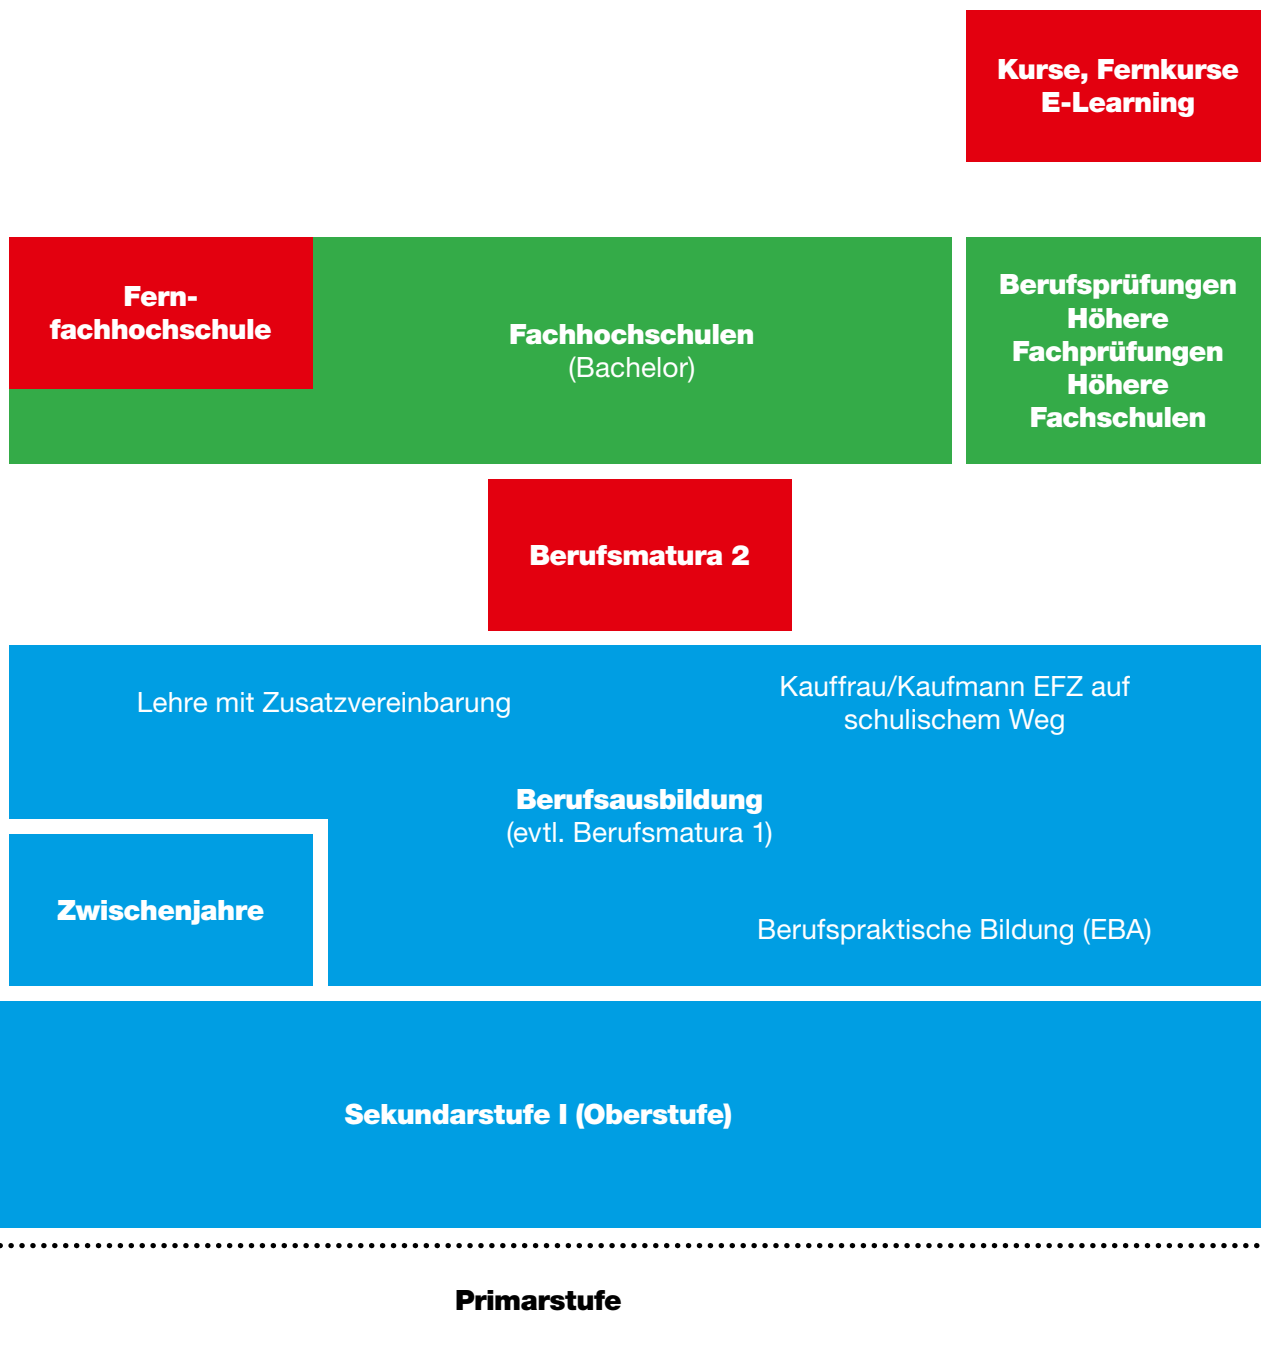 Kurse, Fernkurse
E-Learning
Fern-
fachhochschule
Fachhochschulen
(Bachelor)
Berufsprüfungen
Höhere
Fachprüfungen
Höhere
Fachschulen
Berufsmatura 2
Lehre mit Zusatzvereinbarung
Kauffrau/Kaufmann EFZ auf
schulischem Weg
Berufsausbildung
(evtl. Berufsmatura 1)
Zwischenjahre
Berufspraktische Bildung (EBA)
Sekundarstufe I (Oberstufe)
Primarstufe